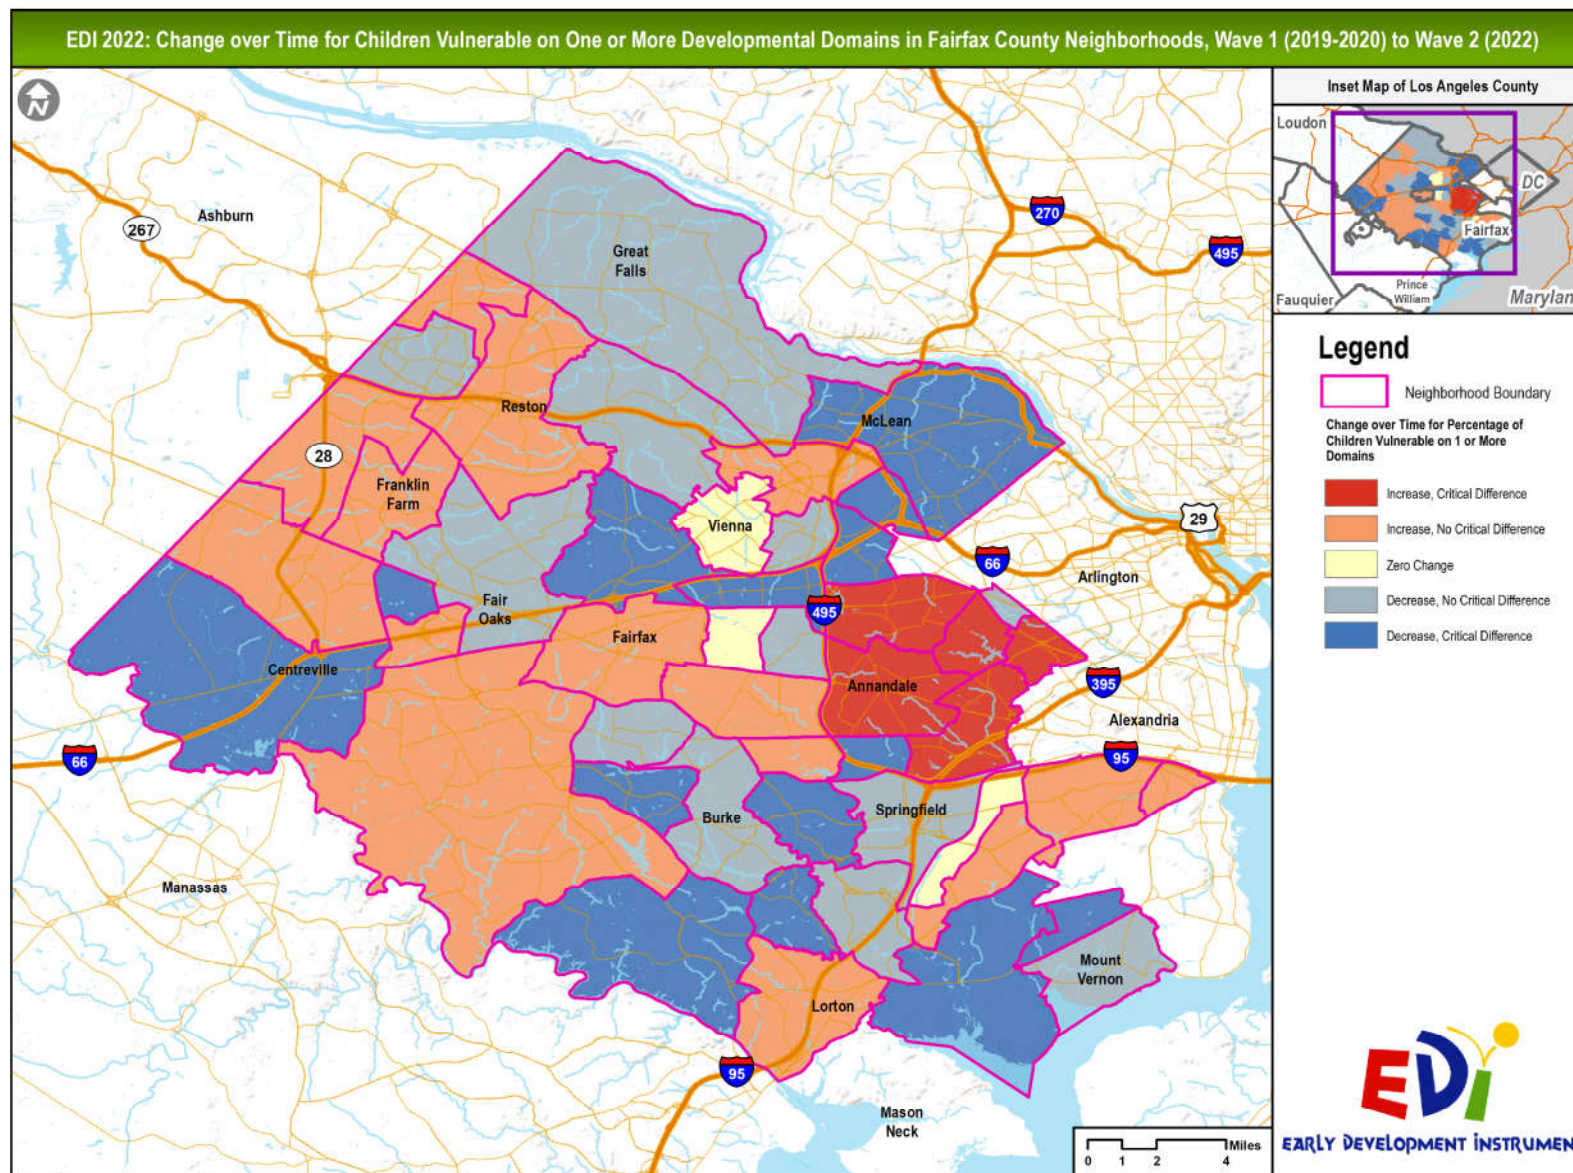 EDI 2022: Change over Time for Children Vulnerable on One or More Developmental Domains in Fairfax County Neighborhoods, Wave 1 (2019-2020) to Wave 2 (2022)
N
Inset Map of Los Angeles County
Loudon
DC
Fairfax
Prince
William
Fauquier
Marylan
Legend
Neighborhood Boundary
Change over Time for Percentage of
Children Vulnerable on 1 or More
Domains
Increase, Critical Difference
Increase, No Critical Difference
Zero Change
Decrease, No Critical Difference
Decrease, Critical Difference
Ashburn
267
270
495
Great
Falls
Reston
McLean
28
Franklin
Farm
Vienna
29
66
Arlington
Fair
Oaks
495
Fairfax
Centreville
Annandale
395
Alexandria
66
95
Burke
Springfield
Manassas
Mount
Vernon
Lorton
95
Mason
Neck
Miles
0 1 2 4
EDI
EARLY DEVELOPMENT INSTRUMEN